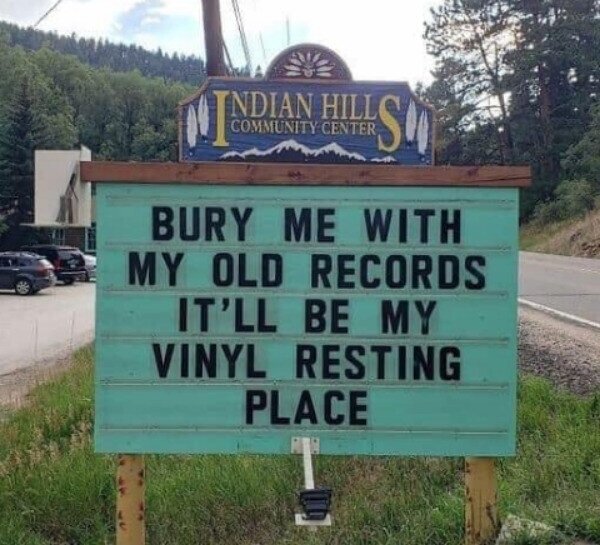 INDIAN HILLS
COMMUNITY CENTER
BURY ME WITH
MY OLD RECORDS
IT'LL BE MY
VINYL RESTING
PLACE